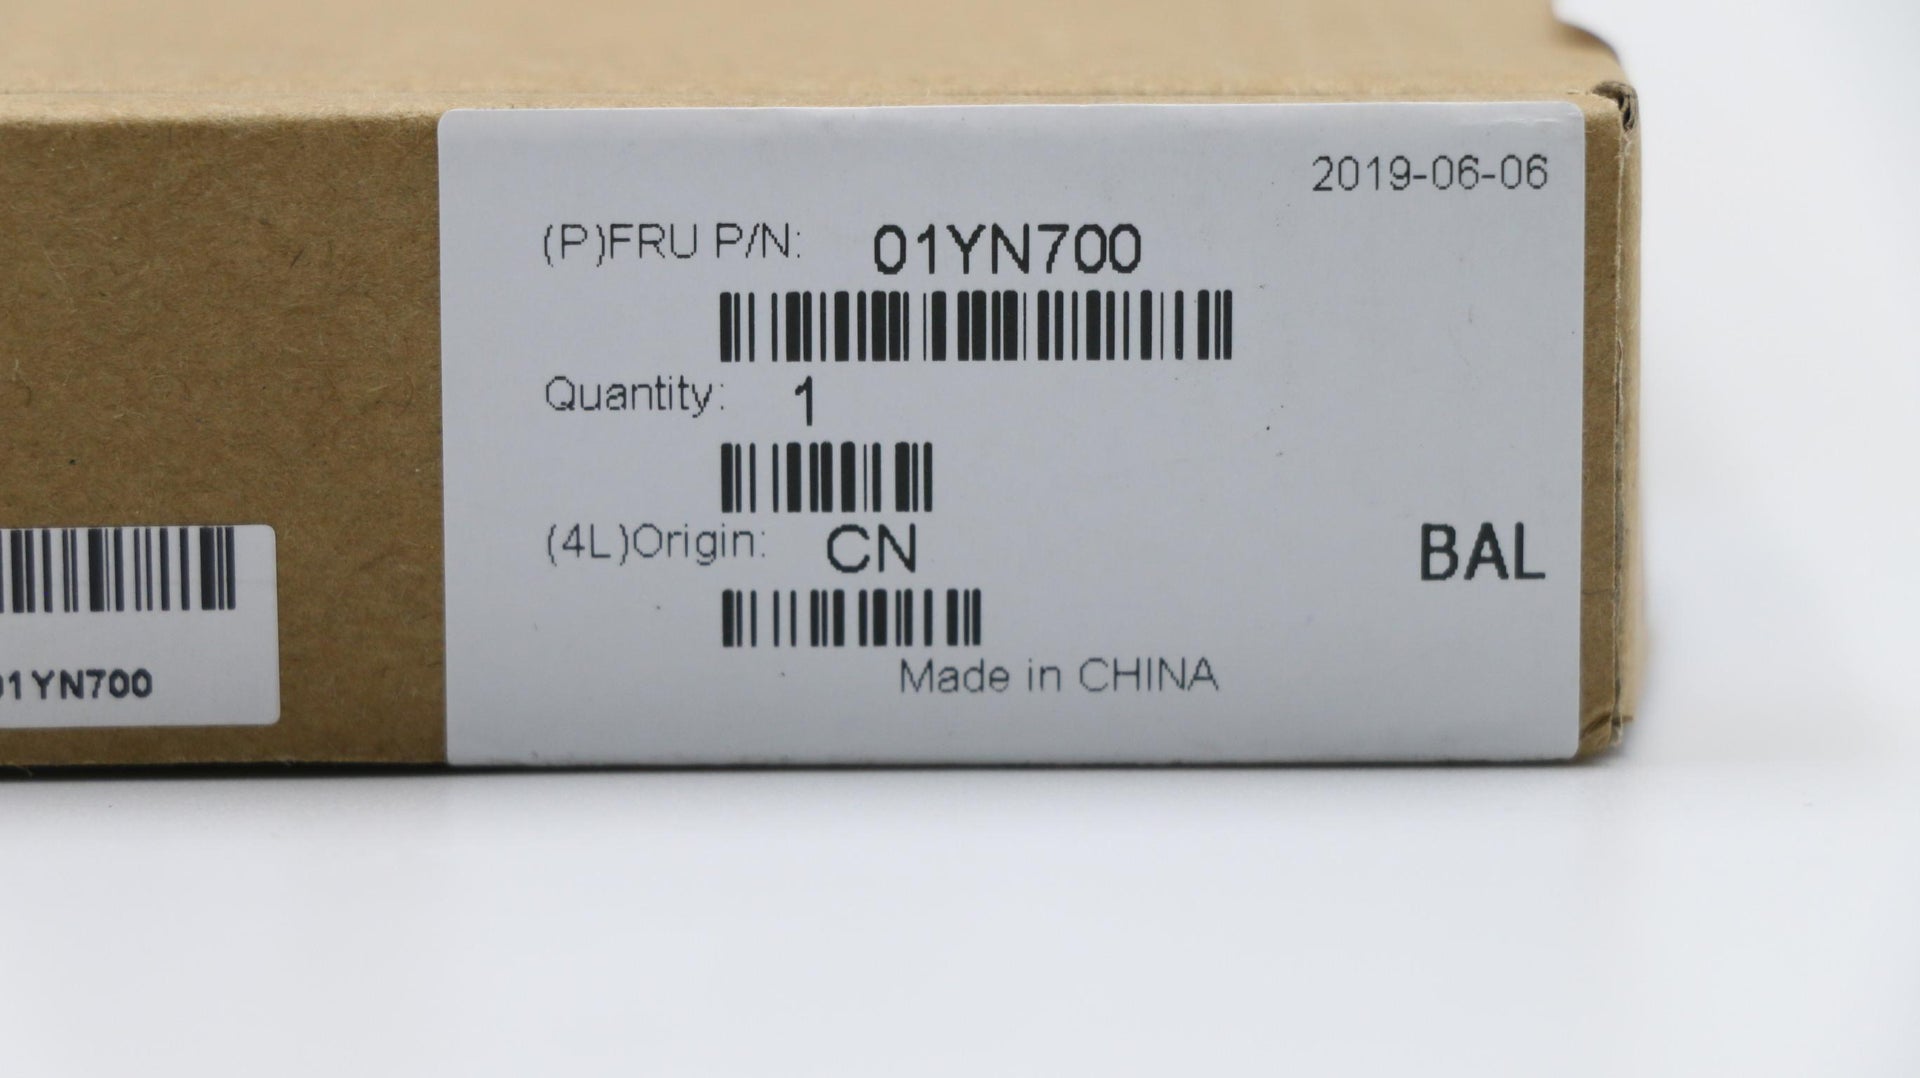 2019-06-06
(P)FRU P/N: 01YN700
Quantity: 1
(4L)Origin: CN
BAL
Made in CHINA
01YN700